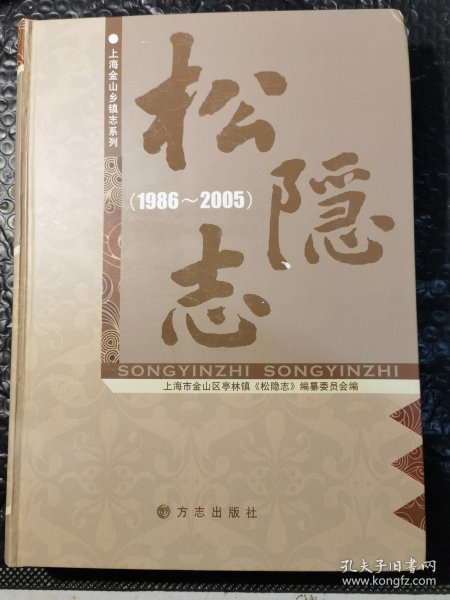 上海金山乡镇志系列
松隐志
(1986～2005)
SONGYINZHI SONGYINZHI
上海市金山区亭林镇《松隐志》编纂委员会编
方志出版社
孔夫子旧书网
www.kongfz.com